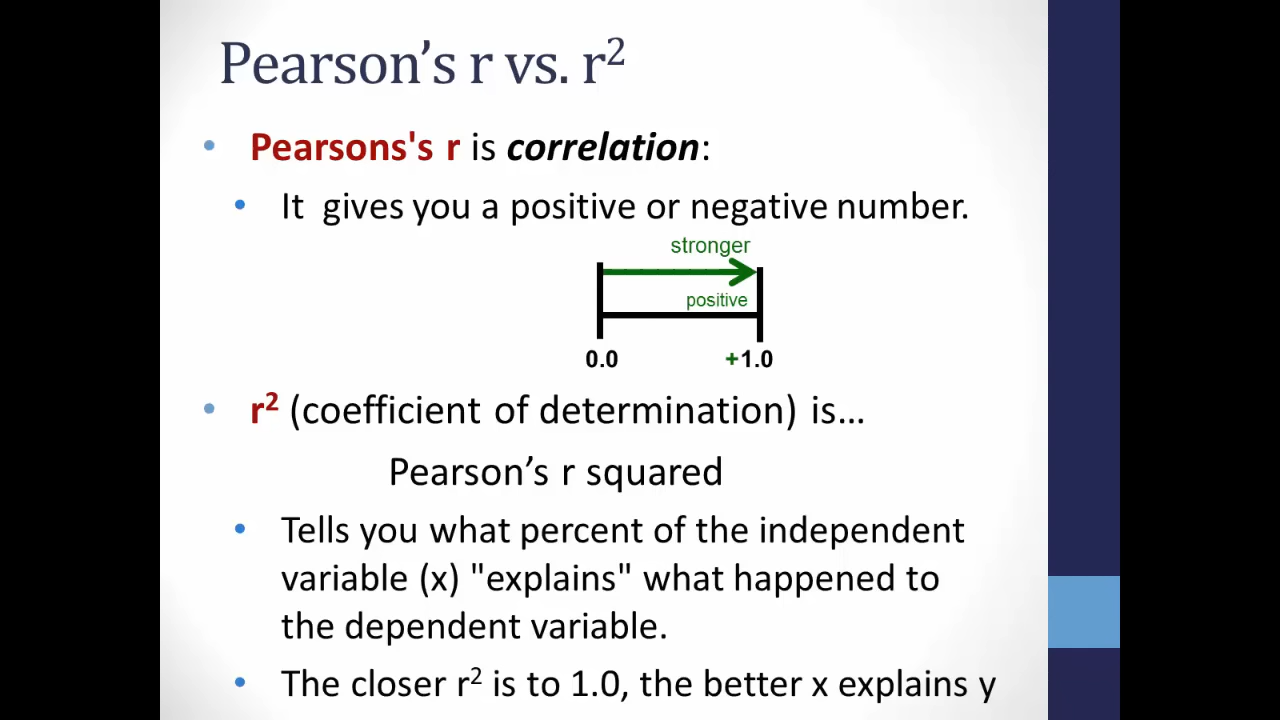 Pearson’s r vs. r²
• Pearsons's r is correlation:
• It gives you a positive or negative number.
stronger
positive
0.0 +1.0
• r² (coefficient of determination) is…
Pearson’s r squared
• Tells you what percent of the independent
variable (x) "explains" what happened to
the dependent variable.
• The closer r² is to 1.0, the better x explains y